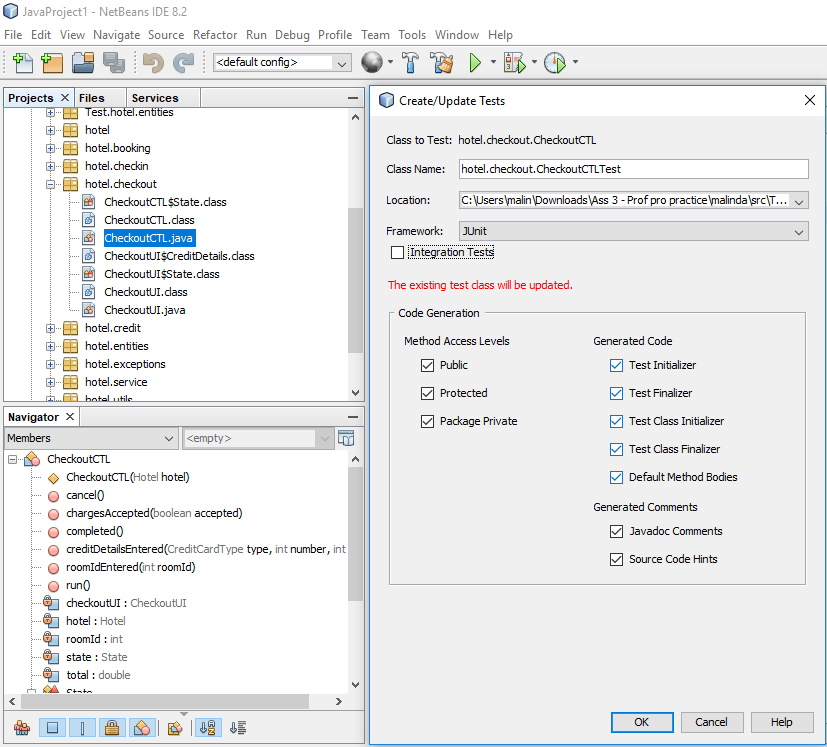 JavaProject1 - NetBeans IDE 8.2
File Edit View Navigate Source Refactor Run Debug Profile Team Tools Window Help
<default config>
Projects Files Services
Test.hotel.entities
hotel
hotel.booking
hotel.checkin
hotel.checkout
CheckoutCTL$State.class
CheckoutCTL.class
CheckoutCTL.java
CheckoutUI$CreditDetails.class
CheckoutUI$State.class
CheckoutUI.class
CheckoutUI.java
hotel.credit
hotel.entities
hotel.exceptions
hotel.service
hotel.utils
Navigator
Members <empty>
CheckoutCTL
CheckoutCTL(Hotel hotel)
cancel()
chargesAccepted(boolean accepted)
completed()
creditDetailsEntered(CreditCardType type, int number, int
roomIdEntered(int roomId)
run()
checkoutUI : CheckoutUI
hotel : Hotel
roomId : int
state : State
total : double
State
Create/Update Tests
Class to Test: hotel.checkout.CheckoutCTL
Class Name: hotel.checkout.CheckoutCTLTest
Location: C:\Users\malin\Downloads\Ass 3 - Prof pro practice\malinda\src\T...
Framework: JUnit
Integration Tests
The existing test class will be updated.
Code Generation
Method Access Levels
Public
Protected
Package Private
Generated Code
Test Initializer
Test Finalizer
Test Class Initializer
Test Class Finalizer
Default Method Bodies
Generated Comments
Javadoc Comments
Source Code Hints
OK Cancel Help